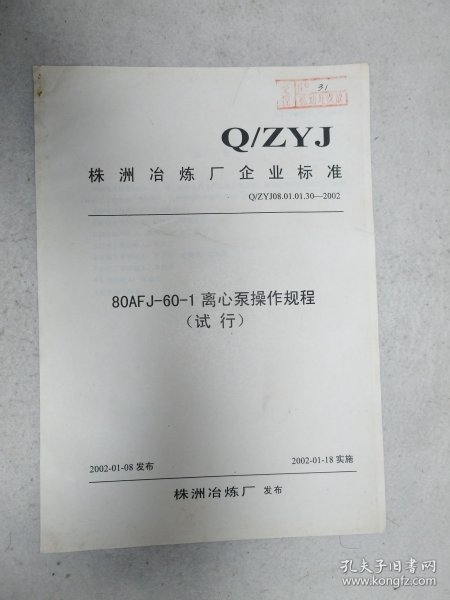 31
Q/ZYJ
株洲冶炼厂企业标准
Q/ZYJ08.01.01.30—2002
80AFJ-60-1离心泵操作规程
（试行）
2002-01-08 发布
2002-01-18 实施
株洲冶炼厂 发布
孔夫子旧书网
www.kongfz.com